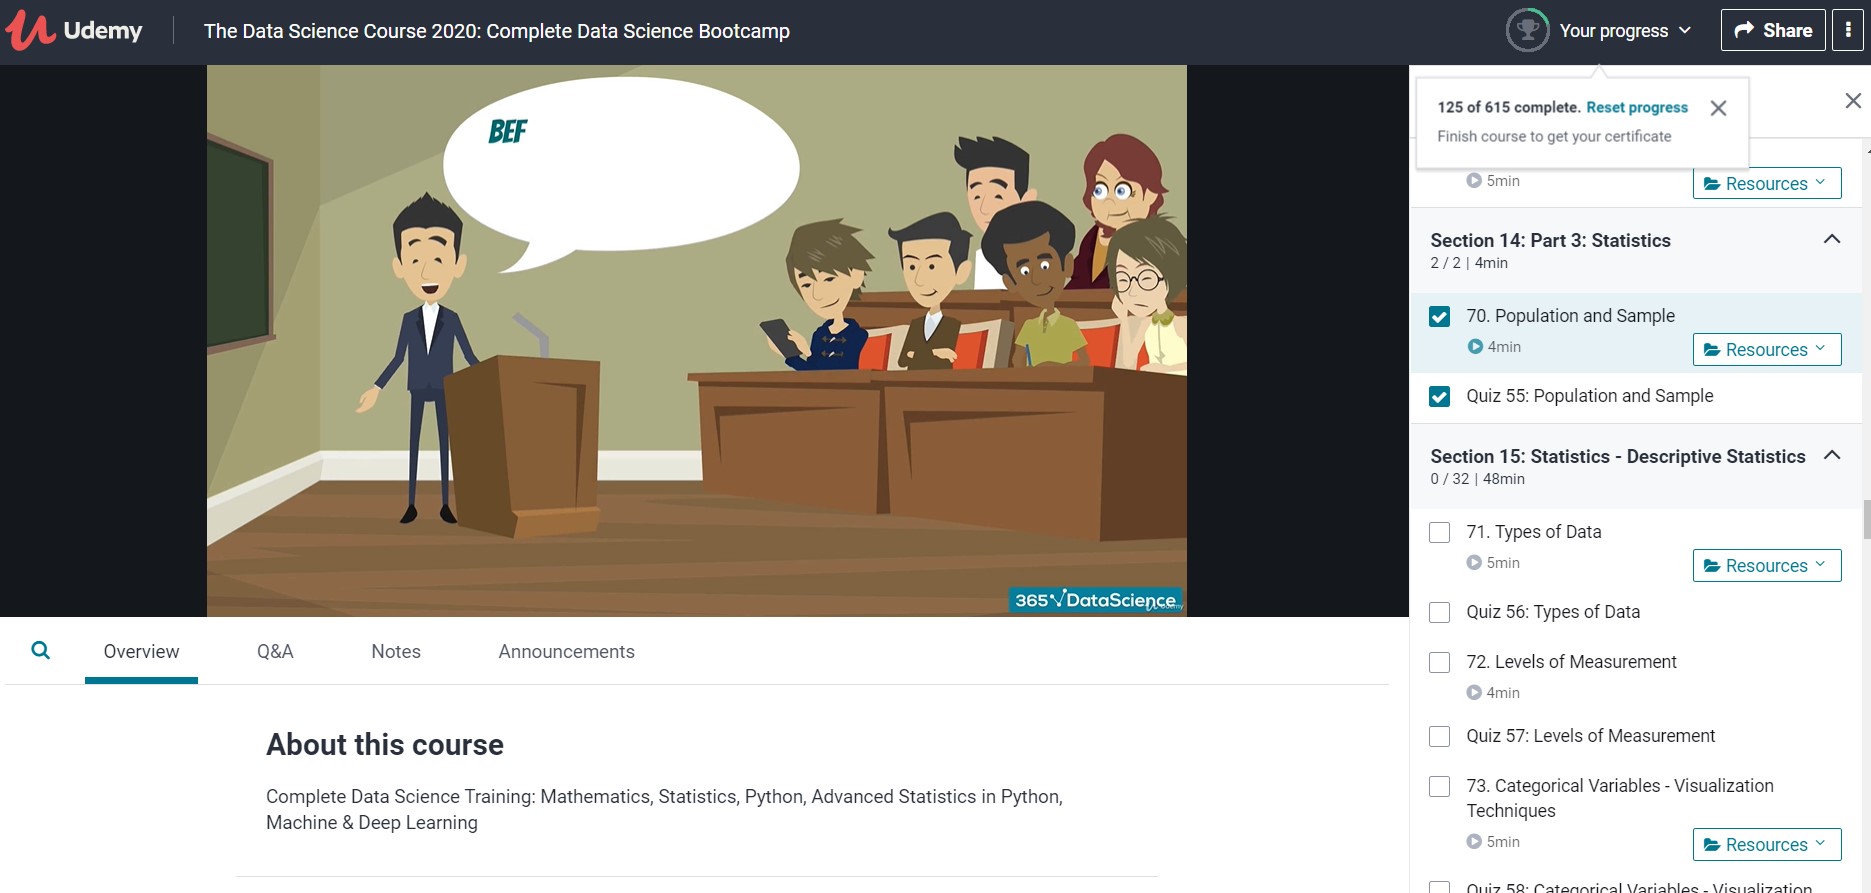 Udemy
The Data Science Course 2020: Complete Data Science Bootcamp
Your progress
Share
125 of 615 complete. Reset progress
Finish course to get your certificate
BEF
365 DataScience
Udemy
5min
Resources
Section 14: Part 3: Statistics
2 / 2 | 4min
70. Population and Sample
4min
Resources
Quiz 55: Population and Sample
Section 15: Statistics - Descriptive Statistics
0 / 32 | 48min
71. Types of Data
5min
Resources
Quiz 56: Types of Data
72. Levels of Measurement
4min
Quiz 57: Levels of Measurement
73. Categorical Variables - Visualization
Techniques
5min
Resources
Quiz 58: Categorical Variables - Visualization
Overview
Q&A
Notes
Announcements
About this course
Complete Data Science Training: Mathematics, Statistics, Python, Advanced Statistics in Python,
Machine & Deep Learning